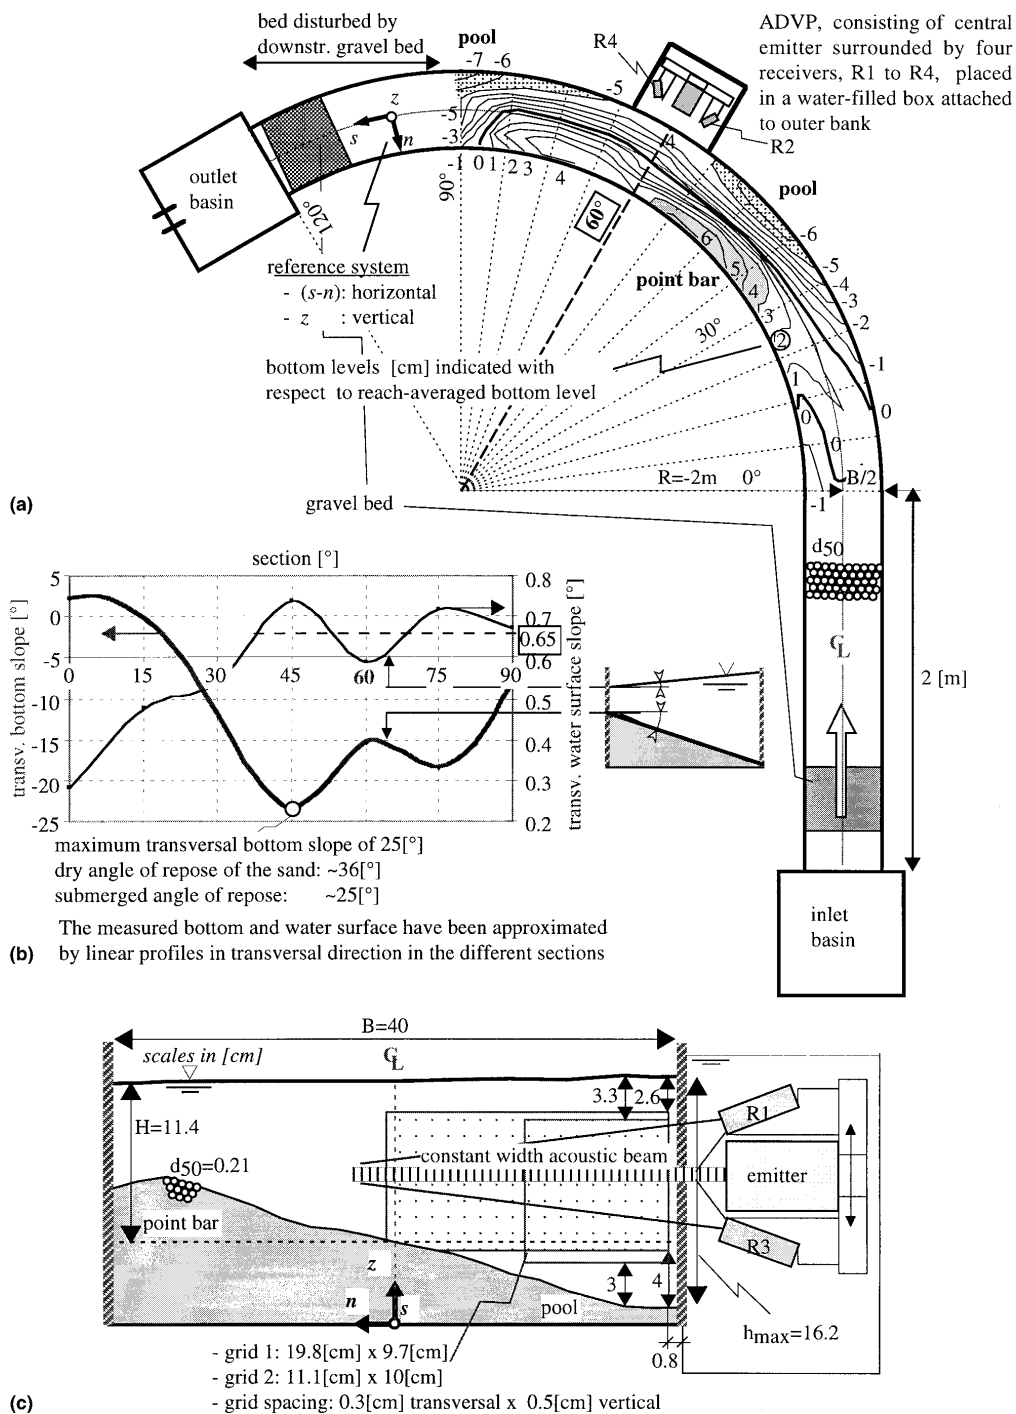 bed disturbed by
downstr. gravel bed
pool
-7 -6
R4
ADVP, consisting of central
emitter surrounded by four
receivers, R1 to R4, placed
in a water-filled box attached
to outer bank
R2
-5
4
z
s
n
-5
-3
-1 0 1 2 3
4
outlet
basin
120°
90°
60°
pool
-6
-5
-4
-3
-2
-1
0
6
5
4
3
2
1
0
0
-1
point bar
30°
reference system
- (s-n): horizontal
- z : vertical
bottom levels [cm] indicated with
respect to reach-averaged bottom level
R=-2m 0°
B/2
(a)
gravel bed
d50
CL
2 [m]
inlet
basin
section [°]
transv. bottom slope [°]
5
0
-5
-10
-15
-20
-25
0 15 30 45 60 75 90
0.8
0.7
0.65
0.6
0.5
0.4
0.3
0.2
transv. water surface slope [°]
maximum transversal bottom slope of 25[°]
dry angle of repose of the sand: ~36[°]
submerged angle of repose: ~25[°]
The measured bottom and water surface have been approximated
(b) by linear profiles in transversal direction in the different sections
B=40
scales in [cm]
CL
3.3 2.6
H=11.4
R1
constant width acoustic beam
emitter
d50=0.21
point bar
R3
z
n
s
3
4
pool
hmax=16.2
0.8
- grid 1: 19.8[cm] x 9.7[cm]
- grid 2: 11.1[cm] x 10[cm]
(c) - grid spacing: 0.3[cm] transversal x 0.5[cm] vertical